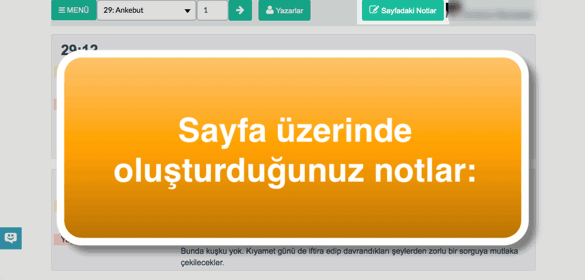 MENÜ 29: Ankebut 1 Yazarlar Sayfadaki Notlar
29:12
Sayfa üzerinde
oluşturduğunuz notlar:
Bunda kuşku yok. Kıyamet günü de iftira edip davrandıkları şeylerden zorlu bir sorguya mutlaka
çekilecekler.